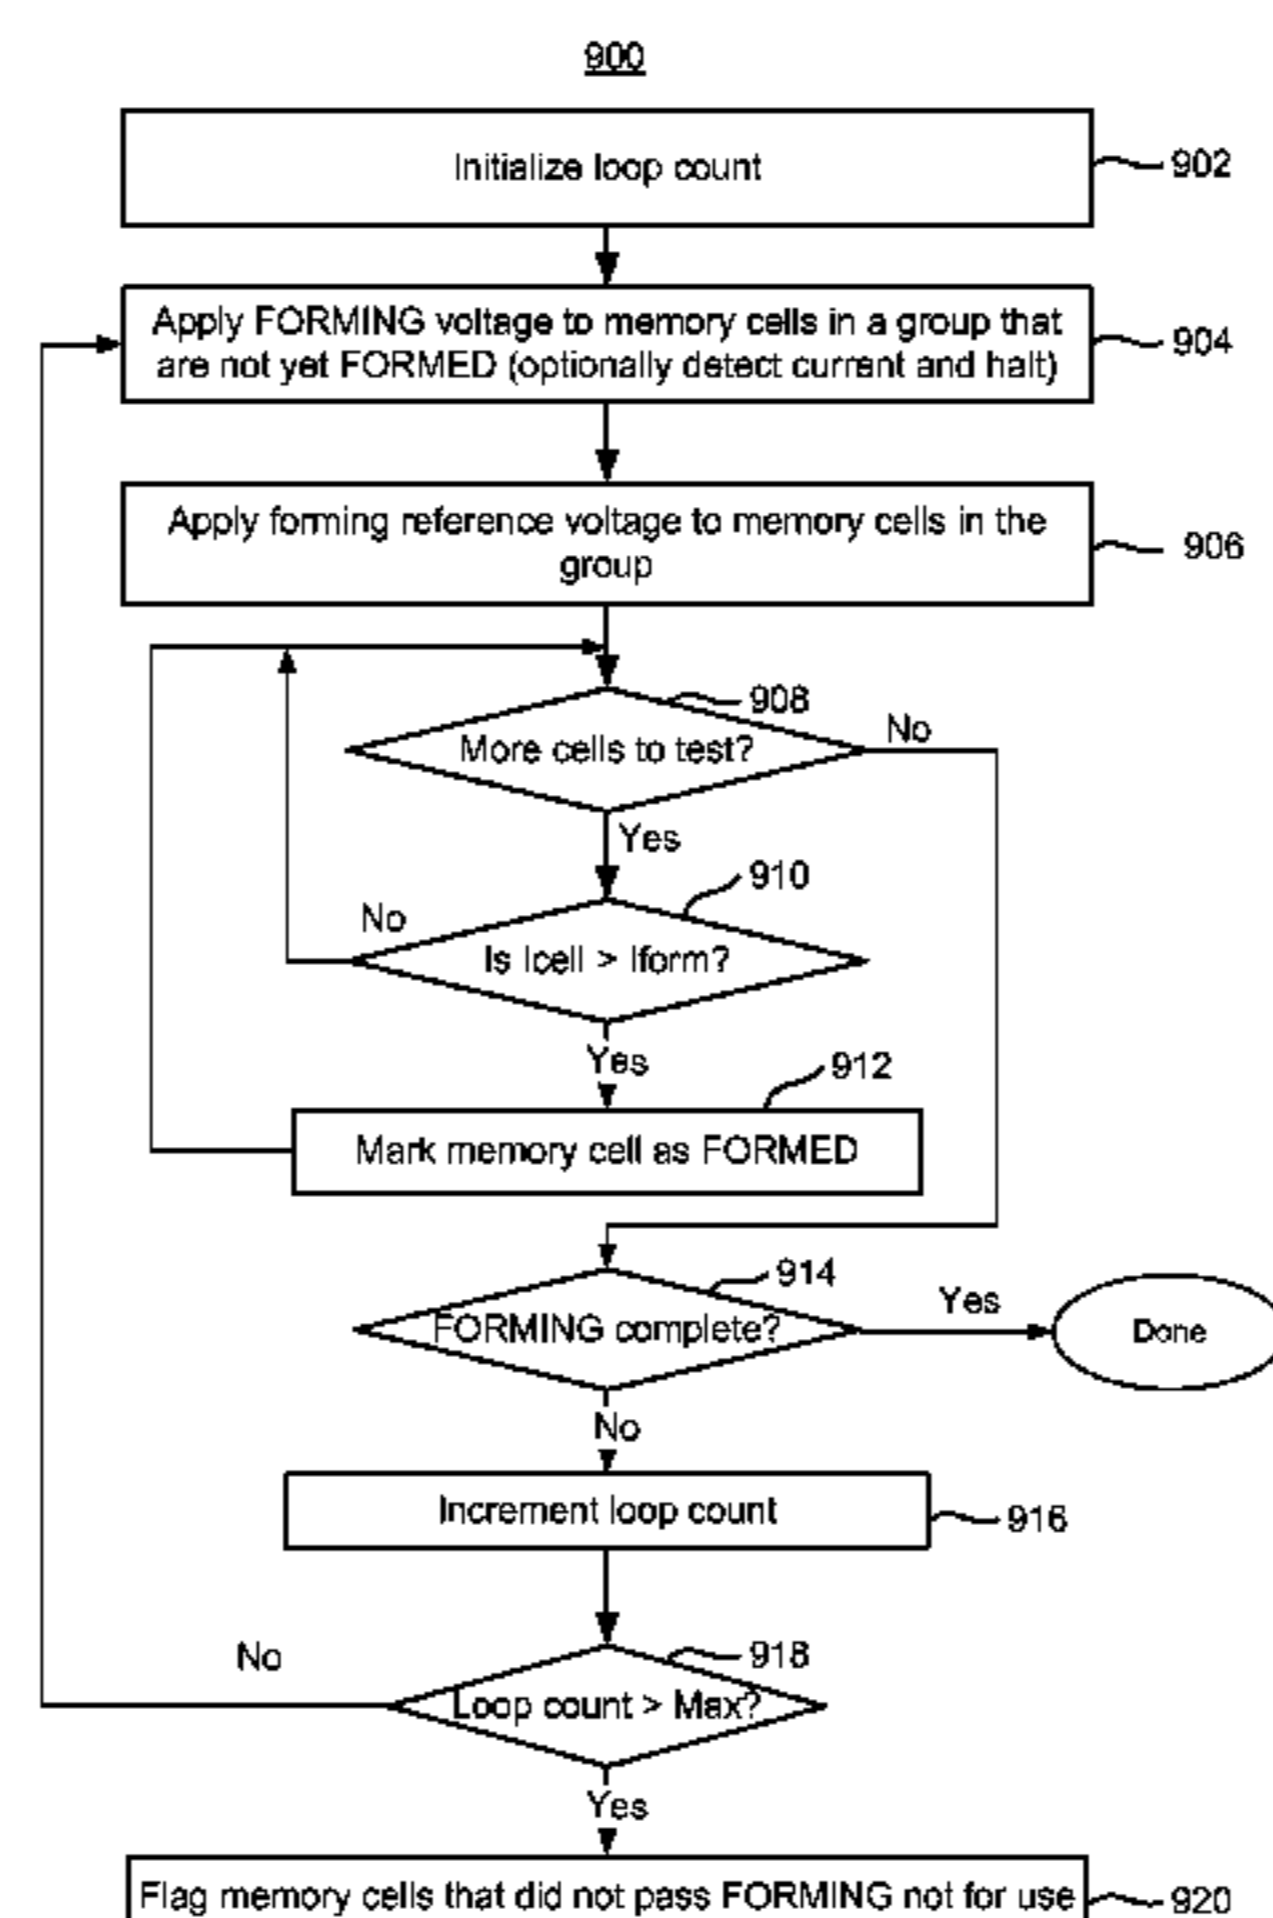 900
Initialize loop count
902
Apply FORMING voltage to memory cells in a group that
are not yet FORMED (optionally detect current and halt)
904
Apply forming reference voltage to memory cells in the
group
906
908
More cells to test?
No
Yes
910
No
Is Icell > Iform?
Yes
912
Mark memory cell as FORMED
914
FORMING complete?
Yes
Done
No
Increment loop count
916
918
No
Loop count > Max?
Yes
Flag memory cells that did not pass FORMING not for use
920